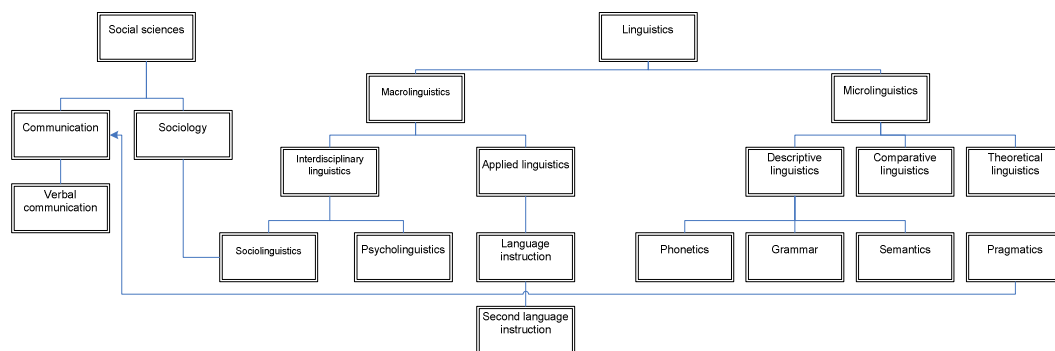 Social sciences
Linguistics
Macrolinguistics
Microlinguistics
Communication
Sociology
Interdisciplinary
linguistics
Applied linguistics
Descriptive
linguistics
Comparative
linguistics
Theoretical
linguistics
Verbal
communication
Sociolinguistics
Psycholinguistics
Language
instruction
Phonetics
Grammar
Semantics
Pragmatics
Second language
instruction